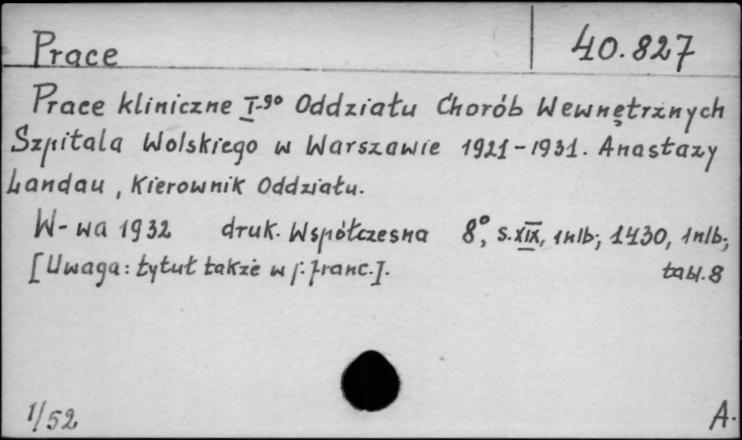 Prace
40.827
Prace kliniczne I-go Oddziału Chorób Wewnętrznych
Szpitala Wolskiego w Warszawie 1921-1931. Anastazy
Landau, Kierownik Oddziału.
W-wa 1932 druk. Współczesna 8°, s. XIX, 1nlb; 1430, 1nlb;
[Uwaga: tytuł także w j. franc.]. tabl. 8
1/52
A.